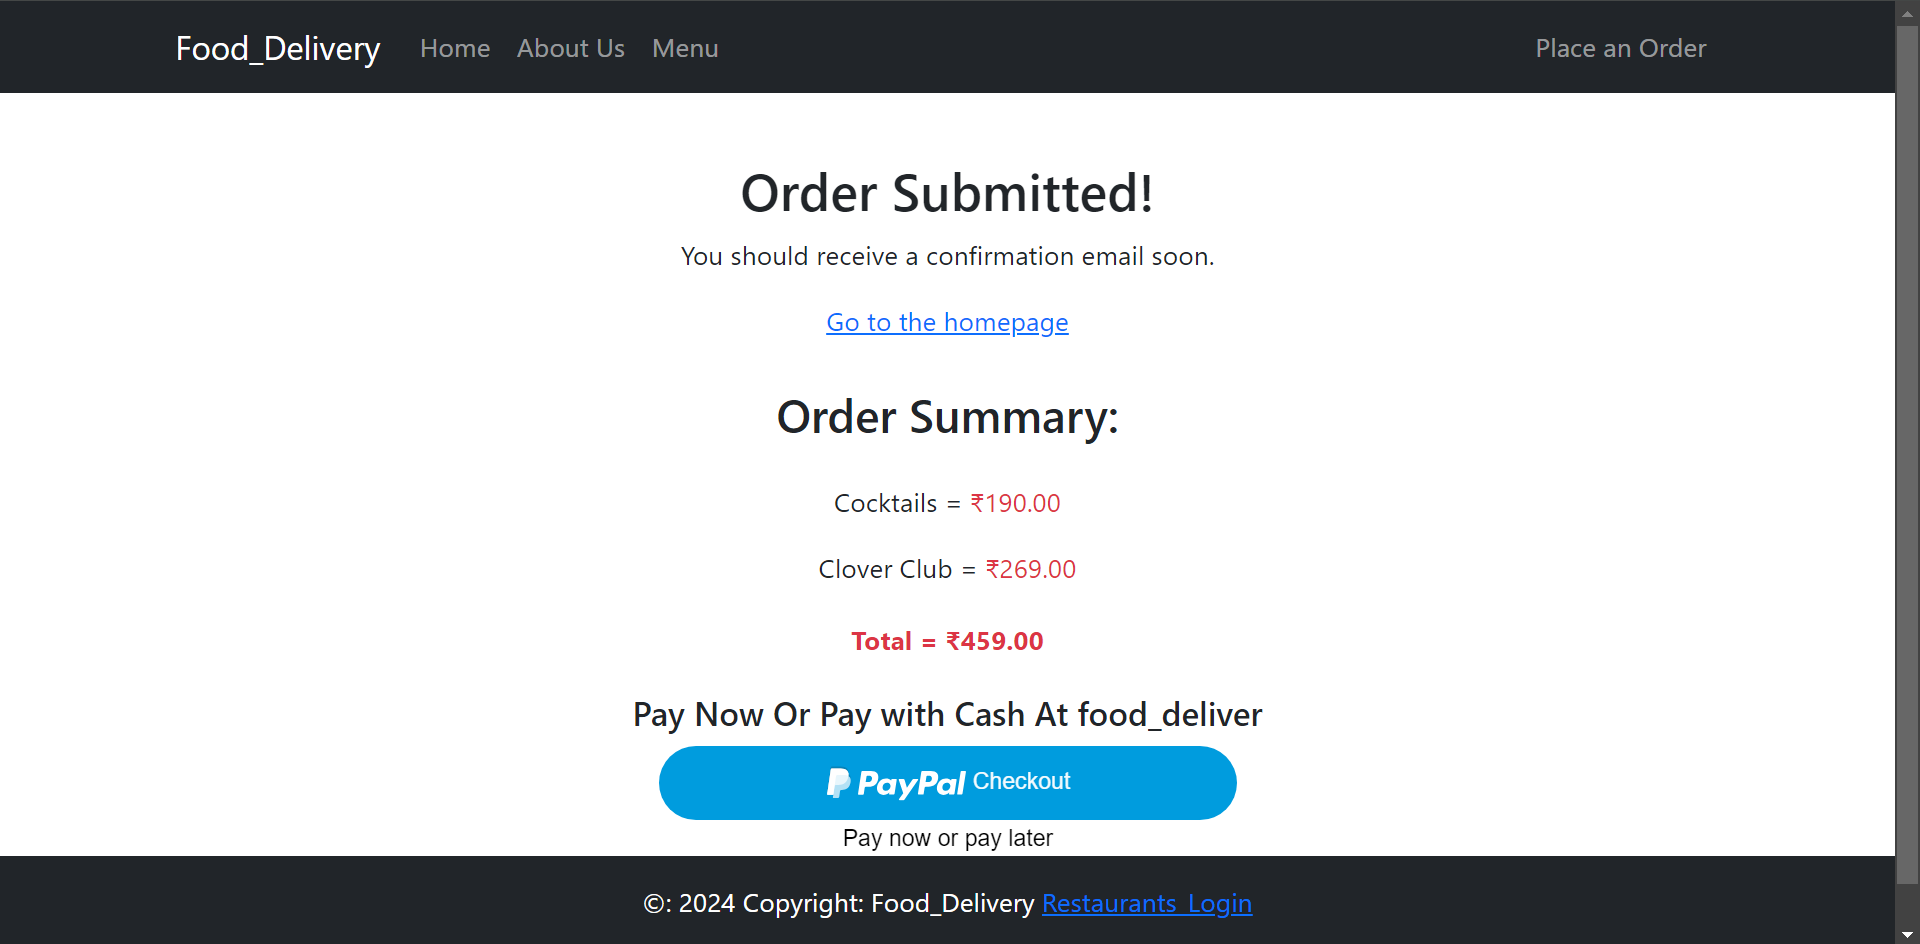 Food_Delivery Home About Us Menu Place an Order
Order Submitted!
You should receive a confirmation email soon.
Go to the homepage
Order Summary:
Cocktails = ₹190.00
Clover Club = ₹269.00
Total = ₹459.00
Pay Now Or Pay with Cash At food_deliver
PayPal Checkout
Pay now or pay later
©: 2024 Copyright: Food_Delivery Restaurants_Login